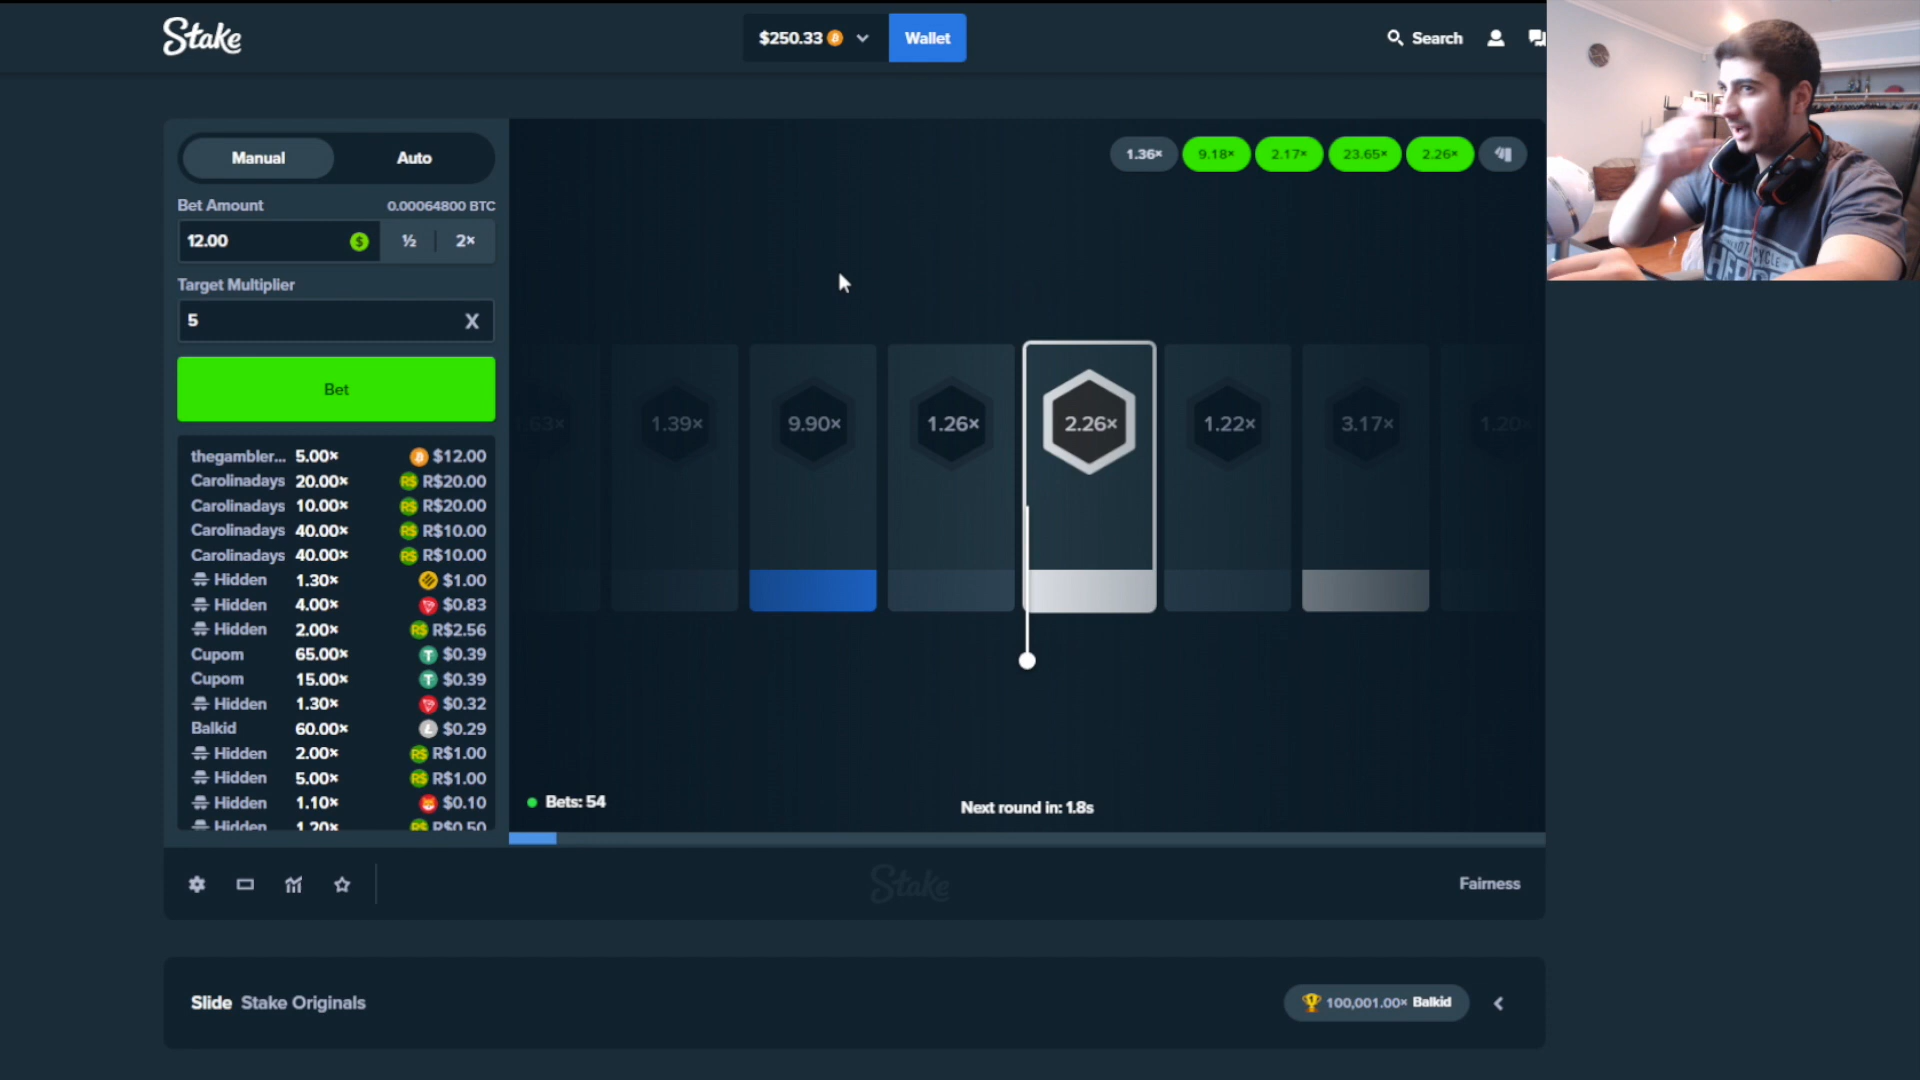 Stake
$250.33
Wallet
Search
Manual
Auto
1.36×
9.18×
2.17×
23.65×
2.26×
Bet Amount
0.00064800 BTC
12.00
½
2×
Target Multiplier
5
X
Bet
1.39×
9.90×
1.26×
2.26×
1.22×
3.17×
1.20×
thegambler... 5.00× $12.00
Carolinadays 20.00× R$ R$20.00
Carolinadays 10.00× R$ R$20.00
Carolinadays 40.00× R$ R$10.00
Carolinadays 40.00× R$ R$10.00
Hidden 1.30× $1.00
Hidden 4.00× $0.83
Hidden 2.00× R$ R$2.56
Cupom 65.00× $0.39
Cupom 15.00× $0.39
Hidden 1.30× $0.32
Balkid 60.00× $0.29
Hidden 2.00× R$ R$1.00
Hidden 5.00× R$ R$1.00
Hidden 1.10× $0.10
Hidden 1.20× R$ R$0.50
Bets: 54
Next round in: 1.8s
Stake
Fairness
Slide Stake Originals
100,001.00× Balkid